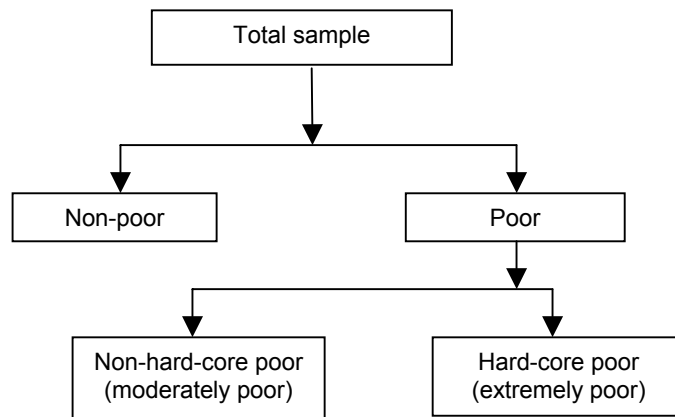 Total sample
Non-poor
Poor
Non-hard-core poor
(moderately poor)
Hard-core poor
(extremely poor)